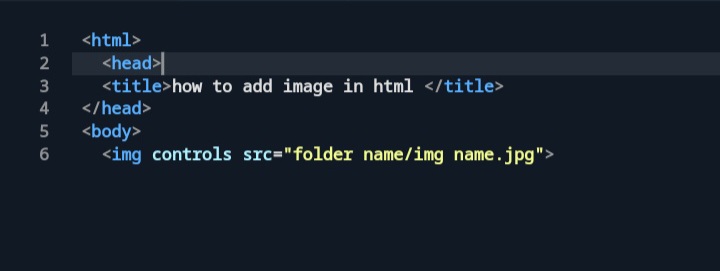 1 <html>
2 <head>
3 <title>how to add image in html </title>
4 </head>
5 <body>
6 <img controls src="folder name/img name.jpg">